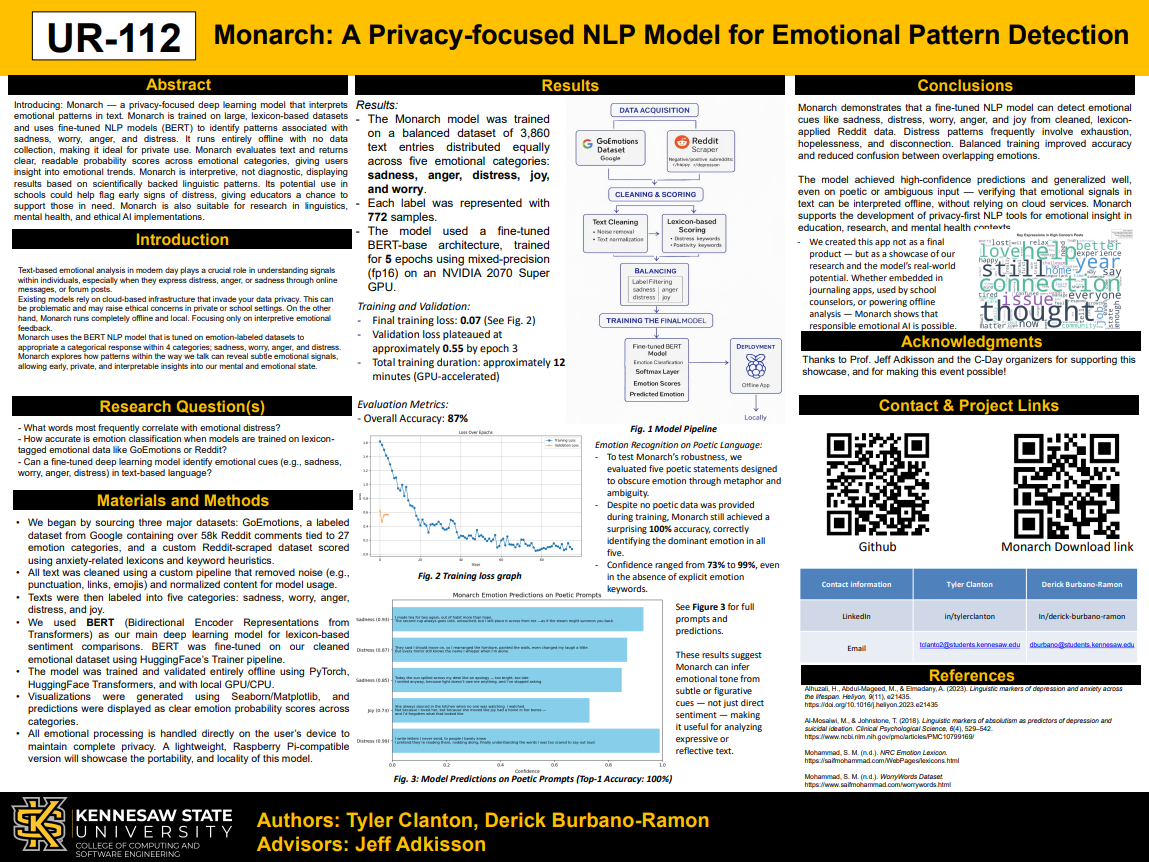 UR-112
Monarch: A Privacy-focused NLP Model for Emotional Pattern Detection
Abstract
Introducing: Monarch — a privacy-focused deep learning model that interprets
emotional patterns in text. Monarch is trained on large, lexicon-based datasets
and uses fine-tuned NLP models (BERT) to identify patterns associated with
sadness, worry, anger, and distress. It runs entirely offline with no data
collection, making it ideal for private use. Monarch evaluates text and returns
clear, readable probability scores across emotional categories, giving users
insight into emotional trends. Monarch is interpretive, not diagnostic, displaying
results based on scientifically backed linguistic patterns. Its potential use in
schools could help flag early signs of distress, giving educators a chance to
support those in need. Monarch is also suitable for research in linguistics,
mental health, and ethical AI implementations.
Introduction
Text-based emotional analysis in modern day plays a crucial role in understanding signals
within individuals, especially when they express distress, anger, or sadness through online
messages, or forum posts.
Existing models rely on cloud-based infrastructure that invade your data privacy. This can
be problematic and may raise ethical concerns in private or school settings. On the other
hand, Monarch runs completely offline and local. Focusing only on interpretive emotional
feedback.
Monarch uses the BERT NLP model that is tuned on emotion-labeled datasets to
appropriate a categorical response within 4 categories; sadness, worry, anger, and distress.
Monarch explores how patterns within the way we talk can reveal subtle emotional signals,
allowing early, private, and interpretable insights into our mental and emotional state.
Research Question(s)
- What words most frequently correlate with emotional distress?
- How accurate is emotion classification when models are trained on lexicon-
tagged emotional data like GoEmotions or Reddit?
- Can a fine-tuned deep learning model identify emotional cues (e.g., sadness,
worry, anger, distress) in text-based language?
Materials and Methods
• We began by sourcing three major datasets: GoEmotions, a labeled
dataset from Google containing over 58k Reddit comments tied to 27
emotion categories, and a custom Reddit-scraped dataset scored
using anxiety-related lexicons and keyword heuristics.
• All text was cleaned using a custom pipeline that removed noise (e.g.,
punctuation, links, emojis) and normalized content for model usage.
• Texts were then labeled into five categories: sadness, worry, anger,
distress, and joy.
• We used BERT (Bidirectional Encoder Representations from
Transformers) as our main deep learning model for lexicon-based
sentiment comparisons. BERT was fine-tuned on our cleaned
emotional dataset using HuggingFace's Trainer pipeline.
• The model was trained and validated entirely offline using PyTorch,
HuggingFace Transformers, and with local GPU/CPU.
• Visualizations were generated using Seaborn/Matplotlib, and
predictions were displayed as clear emotion probability scores across
categories.
• All emotional processing is handled directly on the user's device to
maintain complete privacy. A lightweight, Raspberry Pi-compatible
version will showcase the portability, and locality of this model.
Results
Results:
- The Monarch model was trained
on a balanced dataset of 3,860
text entries distributed equally
across five emotional categories:
sadness, anger, distress, joy,
and worry.
- Each label was represented with
772 samples.
- The model used a fine-tuned
BERT-base architecture, trained
for 5 epochs using mixed-precision
(fp16) on an NVIDIA 2070 Super
GPU.
Training and Validation:
- Final training loss: 0.07 (See Fig. 2)
- Validation loss plateaued at
approximately 0.55 by epoch 3
- Total training duration: approximately 12
minutes (GPU-accelerated)
Evaluation Metrics:
- Overall Accuracy: 87%
DATA ACQUISITION
GoEmotions
Dataset
Google
Reddit
Scraper
Negative/positive subreddits:
r/happy r/depression
CLEANING & SCORING
Text Cleaning
• Noise removal
• Text normalization
Lexicon-based
Scoring
• Distress keywords
• Positivity keywords
BALANCING
Label Filtering
sadness anger
distress joy
TRAINING THE FINALMODEL
Fine-tuned BERT
Model
Emotion Classfication
Softmax Layer
Emotion Scores
Predicted Emotion
DEPLOYMENT
Offline App
Locally
Fig. 1 Model Pipeline
Loss Over Epochs
Training Loss
Validation Loss
Fig. 2 Training loss graph
Emotion Recognition on Poetic Language:
- To test Monarch's robustness, we
evaluated five poetic statements designed
to obscure emotion through metaphor and
ambiguity.
- Despite no poetic data was provided
during training, Monarch still achieved a
surprising 100% accuracy, correctly
identifying the dominant emotion in all
five.
- Confidence ranged from 73% to 99%, even
in the absence of explicit emotion
keywords.
Monarch Emotion Predictions on Poetic Prompts
Sadness (0.93)
Distress (0.87)
Sadness (0.85)
Joy (0.73)
Distress (0.99)
0.0 0.2 0.4 0.6 0.8 1.0
Confidence
Fig. 3: Model Predictions on Poetic Prompts (Top-1 Accuracy: 100%)
See Figure 3 for full
prompts and
predictions.
These results suggest
Monarch can infer
emotional tone from
subtle or figurative
cues — not just direct
sentiment — making
it useful for analyzing
expressive or
reflective text.
Conclusions
Monarch demonstrates that a fine-tuned NLP model can detect emotional
cues like sadness, distress, worry, anger, and joy from cleaned, lexicon-
applied Reddit data. Distress patterns frequently involve exhaustion,
hopelessness, and disconnection. Balanced training improved accuracy
and reduced confusion between overlapping emotions.
The model achieved high-confidence predictions and generalized well,
even on poetic or ambiguous input — verifying that emotional signals in
text can be interpreted offline, without relying on cloud services. Monarch
supports the development of privacy-first NLP tools for emotional insight in
education, research, and mental health contexts.
- We created this app not as a final
product — but as a showcase of our
research and the model's real-world
potential. Whether embedded in
journaling apps, used by school
counselors, or powering offline
analysis — Monarch shows that
responsible emotional AI is possible.
Key Expression in High Concern Posts
lost relax
love help better
experience
still home year
say
connection
tired issue everyone
thought
matter now community enough
Acknowledgments
Thanks to Prof. Jeff Adkisson and the C-Day organizers for supporting this
showcase, and for making this event possible!
Contact & Project Links
Github
Monarch Download link
Contact information Tyler Clanton Derick Burbano-Ramon
LinkedIn in/tylerclanton In/derick-burbano-ramon
Email tclanto2@students.kennesaw.edu dburbano@students.kennesaw.edu
References
Alhuzali, H., Abdul-Mageed, M., & Elmadany, A. (2023). Linguistic markers of depression and anxiety across
the lifespan. Heliyon, 9(11), e21435.
https://doi.org/10.1016/j.heliyon.2023.e21435
Al-Mosaiwi, M., & Johnstone, T. (2018). Linguistic markers of absolutism as predictors of depression and
suicidal ideation. Clinical Psychological Science, 6(4), 529–542.
https://www.ncbi.nlm.nih.gov/pmc/articles/PMC10799169/
Mohammad, S. M. (n.d.). NRC Emotion Lexicon.
https://saifmohammad.com/WebPages/lexicons.html
Mohammad, S. M. (n.d.). WorryWords Dataset.
https://www.saifmohammad.com/worrywords.html
KENNESAW STATE
UNIVERSITY
COLLEGE OF COMPUTING AND
SOFTWARE ENGINEERING
Authors: Tyler Clanton, Derick Burbano-Ramon
Advisors: Jeff Adkisson